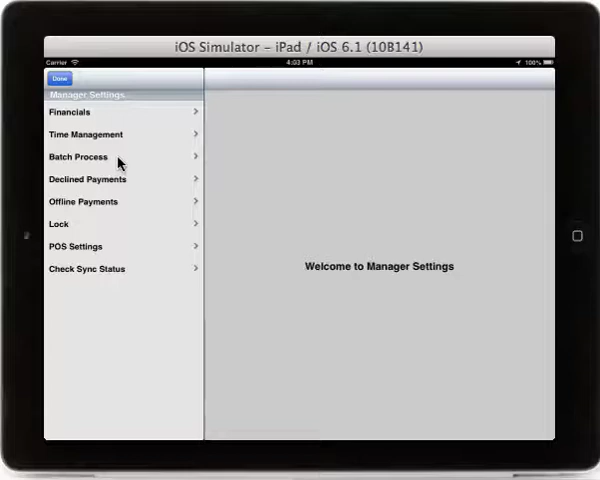 iOS Simulator – iPad / iOS 6.1 (10B141)
Carrier 4:03 PM 100%
Done
Manager Settings
Financials
Time Management
Batch Process
Declined Payments
Offline Payments
Lock
POS Settings
Check Sync Status
Welcome to Manager Settings